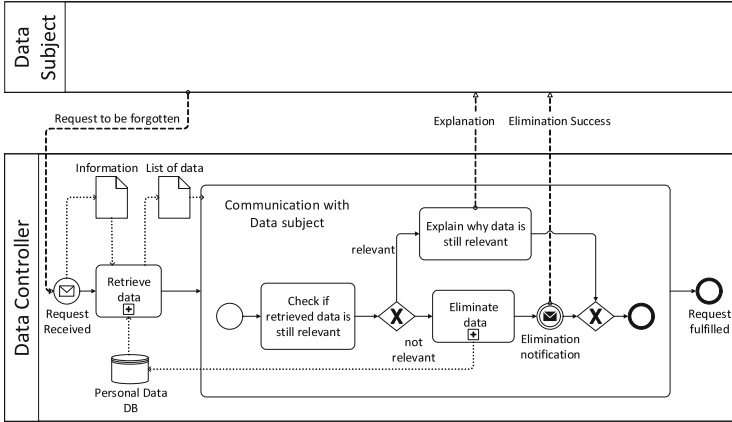 Data
Subject
Request to be forgotten
Explanation
Elimination Success
Data Controller
Information
List of data
Communication with
Data subject
Explain why data is
still relevant
relevant
Retrieve
data
Request
Received
Check if
retrieved data is
still relevant
X
not
relevant
Eliminate
data
Elimination
notification
X
Request
fulfilled
Personal Data
DB